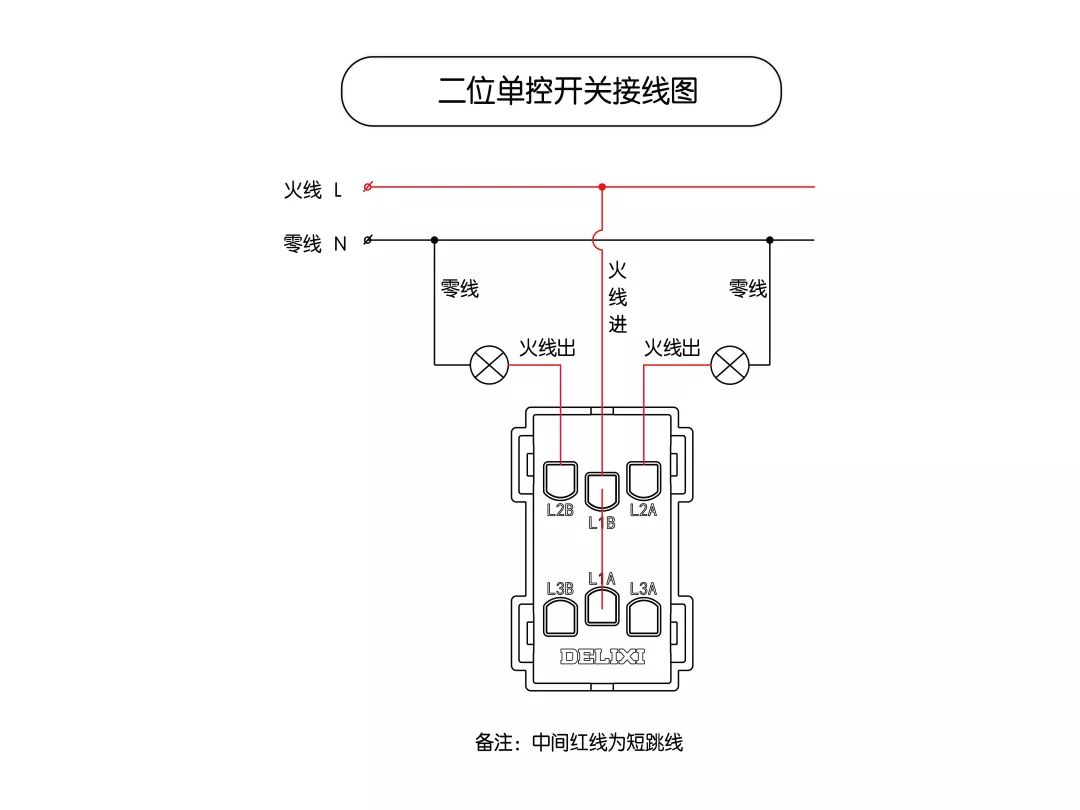 二位单控开关接线图
火线 L
零线 N
零线
火线进
零线
火线出
火线出
L2B
L1B
L2A
L3B
L1A
L3A
DELIXI
备注：中间红线为短跳线